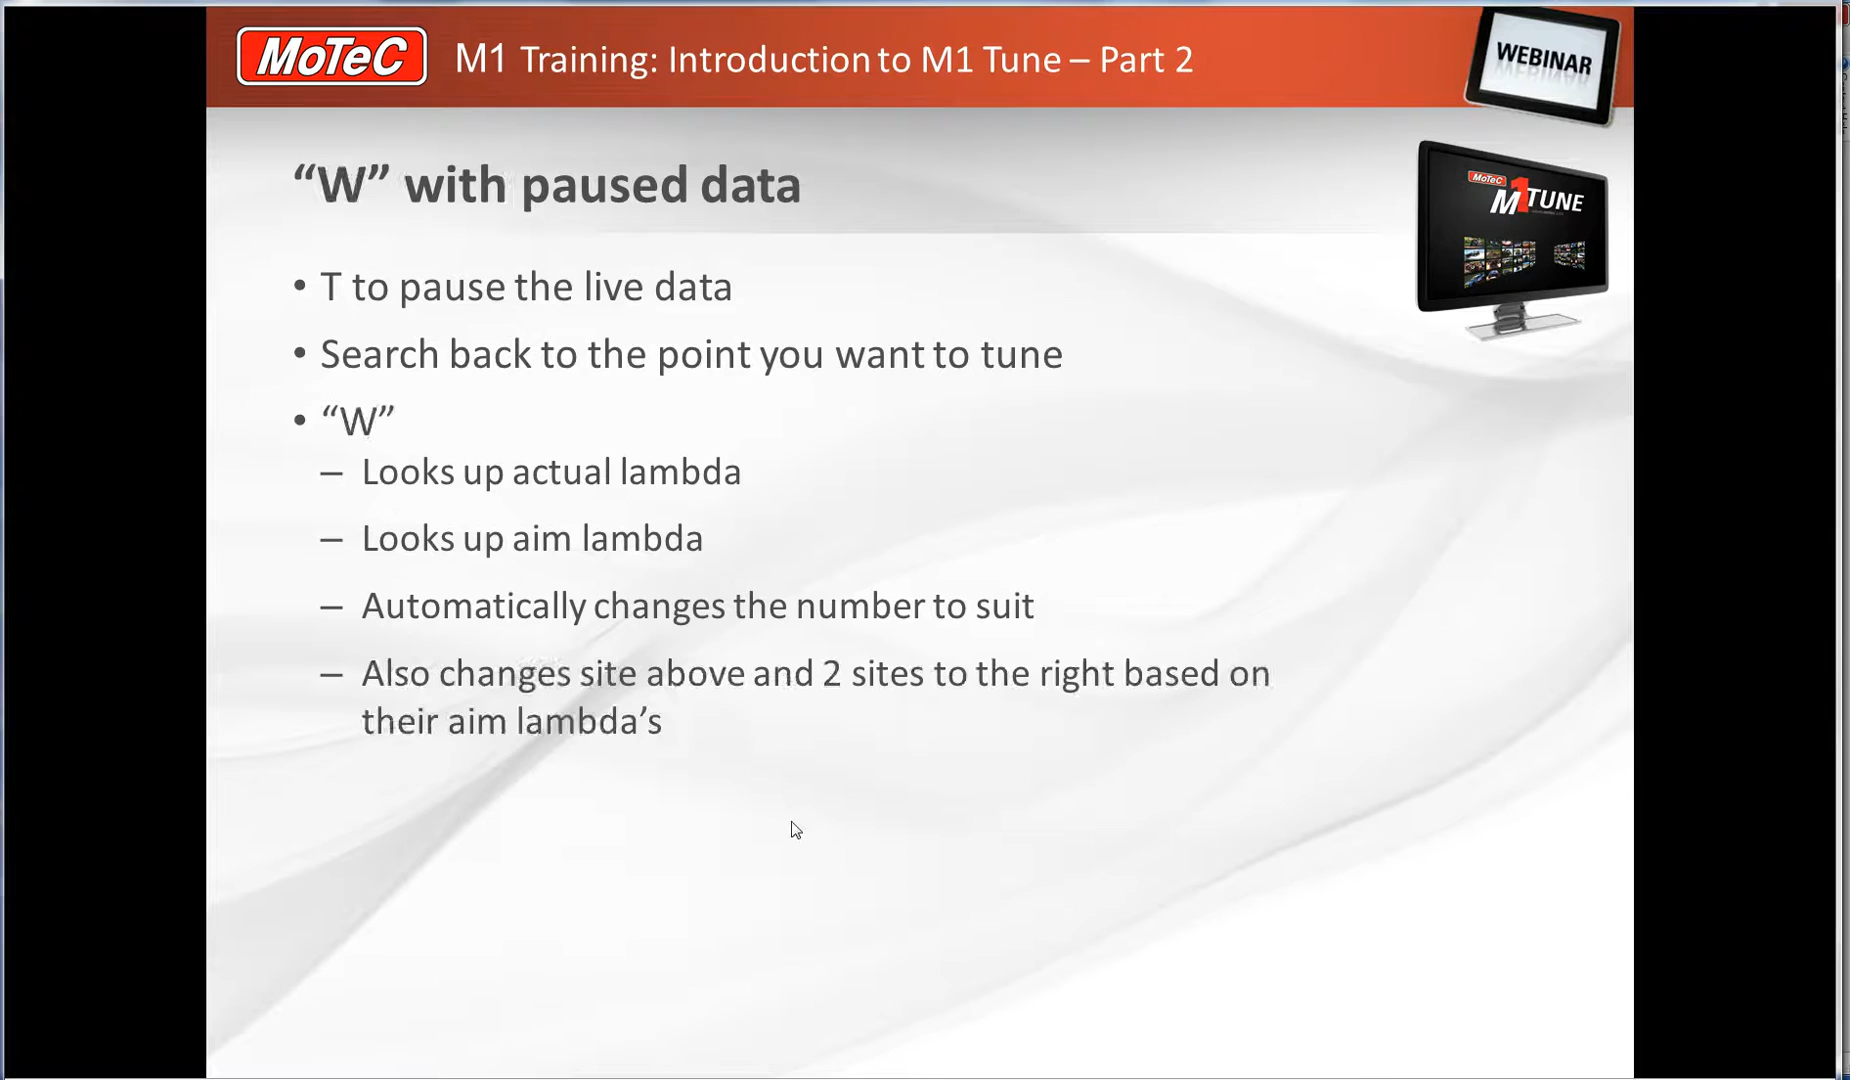 MoTeC M1 Training: Introduction to M1 Tune – Part 2
WEBINAR
“W” with paused data
MoTeC
M1 TUNE
• T to pause the live data
• Search back to the point you want to tune
• “W”
– Looks up actual lambda
– Looks up aim lambda
– Automatically changes the number to suit
– Also changes site above and 2 sites to the right based on
their aim lambda’s